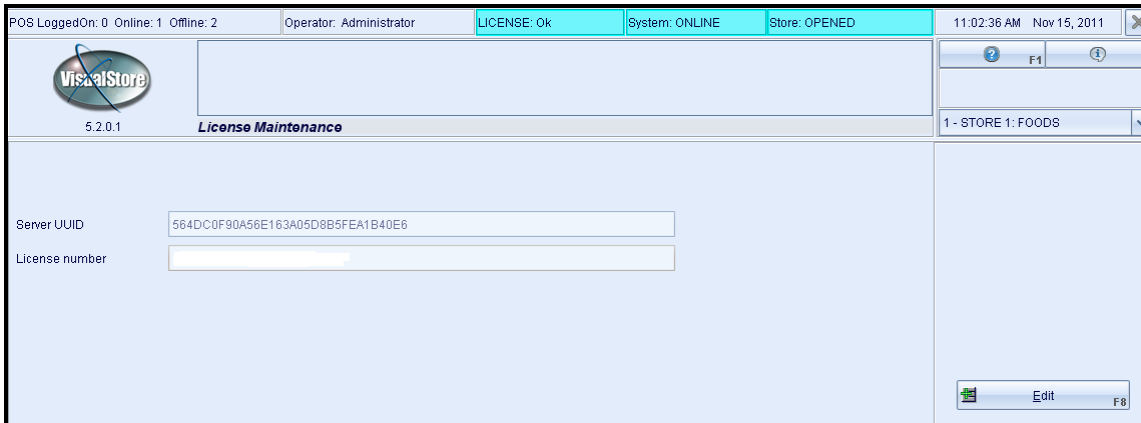 POS LoggedOn: 0 Online: 1 Offline: 2 Operator: Administrator LICENSE: Ok System: ONLINE Store: OPENED 11:02:36 AM Nov 15, 2011
F1
VisualStore
5.2.0.1 License Maintenance 1 - STORE 1: FOODS
Server UUID 564DC0F90A56E163A05D8B5FEA1B40E6
License number
Edit F8